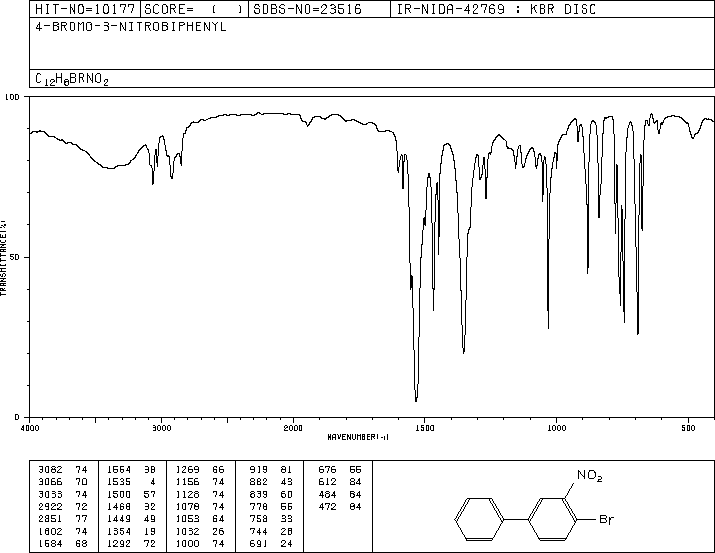 HIT-NO=10177 SCORE= ( ) SDBS-NO=23516 IR-NIDA-42769 : KBR DISC
4-BROMO-3-NITROBIPHENYL
C12H8BRNO2
100
50
0
TRANSMITTANCE(%)
4000 3000 2000 1500 1000 500
WAVENUMBER(-1)
3082 74 1564 38 1269 66 919 81 676 55
3066 70 1535 4 1156 74 882 43 612 84
3033 74 1500 57 1128 74 839 60 484 84
2922 72 1468 32 1078 74 778 55 472 84
2851 77 1449 49 1053 64 758 33
1602 74 1354 19 1032 26 744 28
1584 68 1292 72 1000 74 691 24
NO2
Br